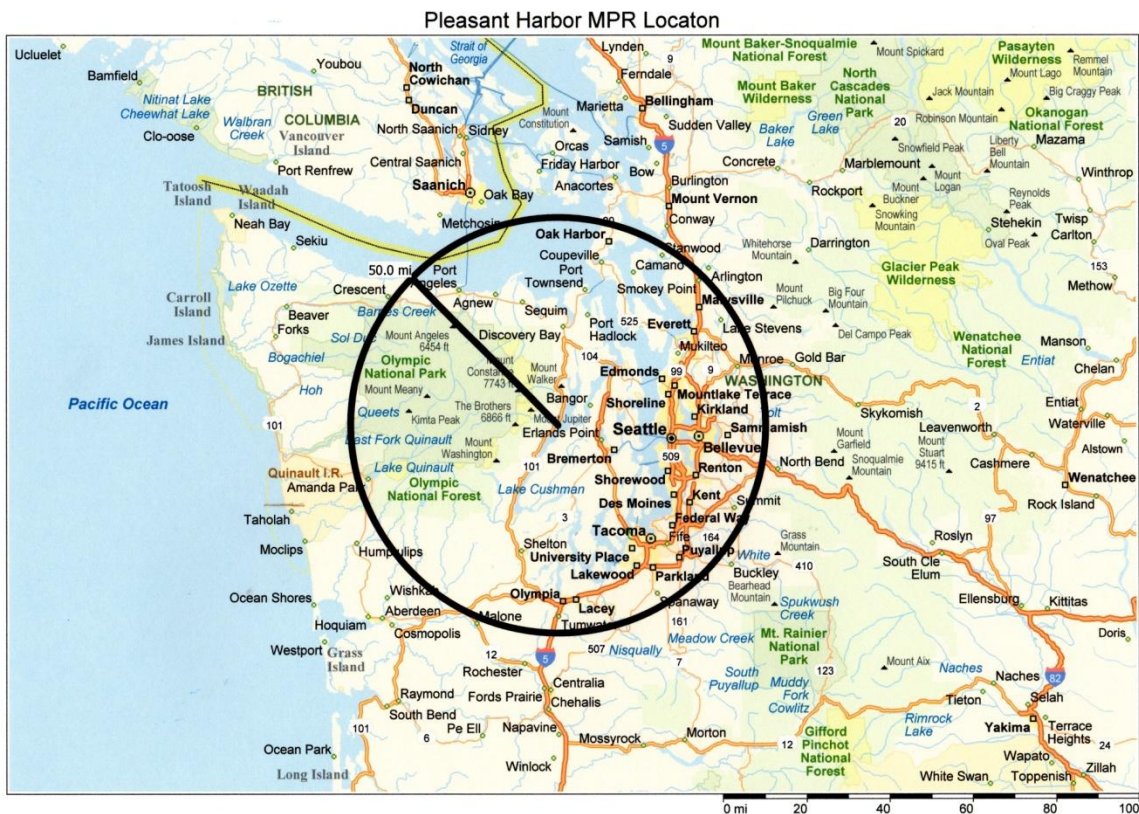 Pleasant Harbor MPR Locaton
Ucluelet
Bamfield
Youbou
Nitinat Lake
Cheewhat Lake
Clo-oose
Walbran
Creek
BRITISH
COLUMBIA
Vancouver
Island
Port Renfrew
North
Cowichan
Duncan
North Saanich
Sidney
Central Saanich
Saanich
Oak Bay
Metchosin
Strait of
Georgia
Lynden
9
Ferndale
Marietta
Bellingham
Mount
Constitution
Orcas
Samish
Sudden Valley
Friday Harbor
5
Bow
Anacortes
Burlington
Mount Vernon
Conway
Mount Baker-Snoqualmie
National Forest
Mount Baker
Wilderness
Baker
Lake
Green
Lake
Concrete
Rockport
Marblemount
North
Cascades
National
Park
Mount Spickard
Jack Mountain
Robinson Mountain
20
Snowfield Peak
Mount
Logan
Mount
Buckner
Snowking
Mountain
Pasayten
Wilderness
Remmel
Mountain
Mount Lago
Big Craggy Peak
Okanogan
National Forest
Liberty
Bell
Mountain
Mazama
Winthrop
Reynolds
Peak
Stehekin
Twisp
Oval Peak
Carlton
153
Methow
Tatoosh
Island
Waadah
Island
Neah Bay
Sekiu
Lake Ozette
Carroll
Island
James Island
Beaver
Forks
Bogachiel
Hoh
Queets
Pacific Ocean
101
50.0 mi
Crescent
Port
Angeles
Agnew
Barnes Creek
Sol Duc
Mount Angeles
6454 ft
Discovery Bay
Sequim
Port
Townsend
Port
Hadlock
Oak Harbor
Coupeville
Camano
Stanwood
Smokey Point
Arlington
Marysville
525
Everett
Lake Stevens
Mukilteo
104
Olympic
National Park
Mount
Constance
7743 ft
Mount
Walker
Mount Meany
Kimta Peak
The Brothers
6866 ft
Mount Jupiter
Bangor
Erlands Point
Bremerton
East Fork Quinault
Mount
Washington
Lake Quinault
Olympic
National Forest
Lake Cushman
101
Quinault I.R.
Amanda Park
Edmonds
99
9
Monroe
Gold Bar
Shoreline
Mountlake Terrace
WASHINGTON
Kirkland
Seattle
Sammamish
Bellevue
509
Renton
Shorewood
Des Moines
Kent
Summit
North Bend
Federal Way
Tacoma
Fife
164
University Place
Puyallup
Lakewood
Parkland
Spanaway
Whitehorse
Mountain
Darrington
Glacier Peak
Wilderness
Mount
Pilchuck
Big Four
Mountain
Del Campo Peak
Wenatchee
National
Forest
Entiat
Manson
Chelan
Skykomish
2
Leavenworth
Entiat
Waterville
Mount
Garfield
Snoqualmie
Mountain
Mount
Stuart
9415 ft
Cashmere
Alstown
Wenatchee
Rock Island
97
Roslyn
South Cle
Elum
Ellensburg
Kittitas
Doris
Taholah
Moclips
Humptulips
3
Shelton
Ocean Shores
Wishkah
Aberdeen
Hoquiam
Cosmopolis
Malone
Westport
Grass
Island
Olympia
Lacey
Tumwater
White
Grass
Mountain
410
Buckley
Bearhead
Mountain
Spukwush
Creek
161
Meadow Creek
Mt. Rainier
National
Park
12
Rochester
5
507
Nisqually
7
South
Puyallup
Muddy
Fork
Cowlitz
123
Mount Aix
Naches
Naches
82
Selah
Tieton
Yakima
Terrace
Heights
Rimrock
Lake
24
Wapato
Zillah
Toppenish
White Swan
Raymond
South Bend
101
6
Pe Ell
Fords Prairie
Centralia
Chehalis
Napavine
Mossyrock
Morton
12
Winlock
Gifford
Pinchot
National
Forest
Ocean Park
Long Island
0 mi
20
40
60
80
100